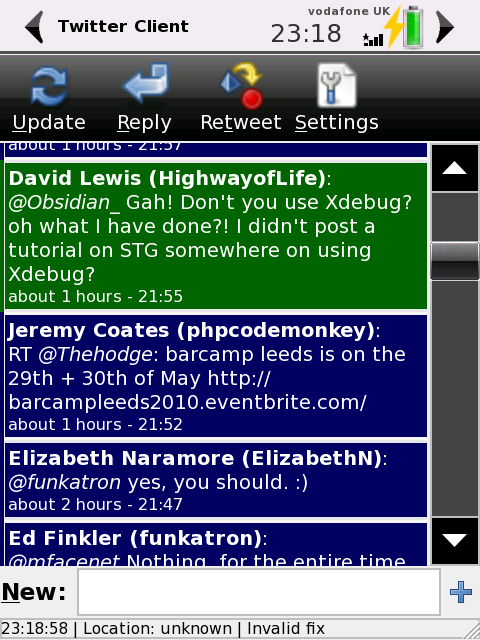 vodafone UK
Twitter Client
23:18
Update Reply Retweet Settings
about 1 hours - 21:57
David Lewis (HighwayofLife):
@Obsidian_ Gah! Don't you use Xdebug?
oh what I have done?! I didn't post a
tutorial on STG somewhere on using
Xdebug?
about 1 hours - 21:55
Jeremy Coates (phpcodemonkey):
RT @Thehodge: barcamp leeds is on the
29th + 30th of May http://
barcampleeds2010.eventbrite.com/
about 1 hours - 21:52
Elizabeth Naramore (ElizabethN):
@funkatron yes, you should. :)
about 2 hours - 21:47
Ed Finkler (funkatron):
@mfacenet Nothing, for the entire time
New:
23:18:58 | Location: unknown | Invalid fix